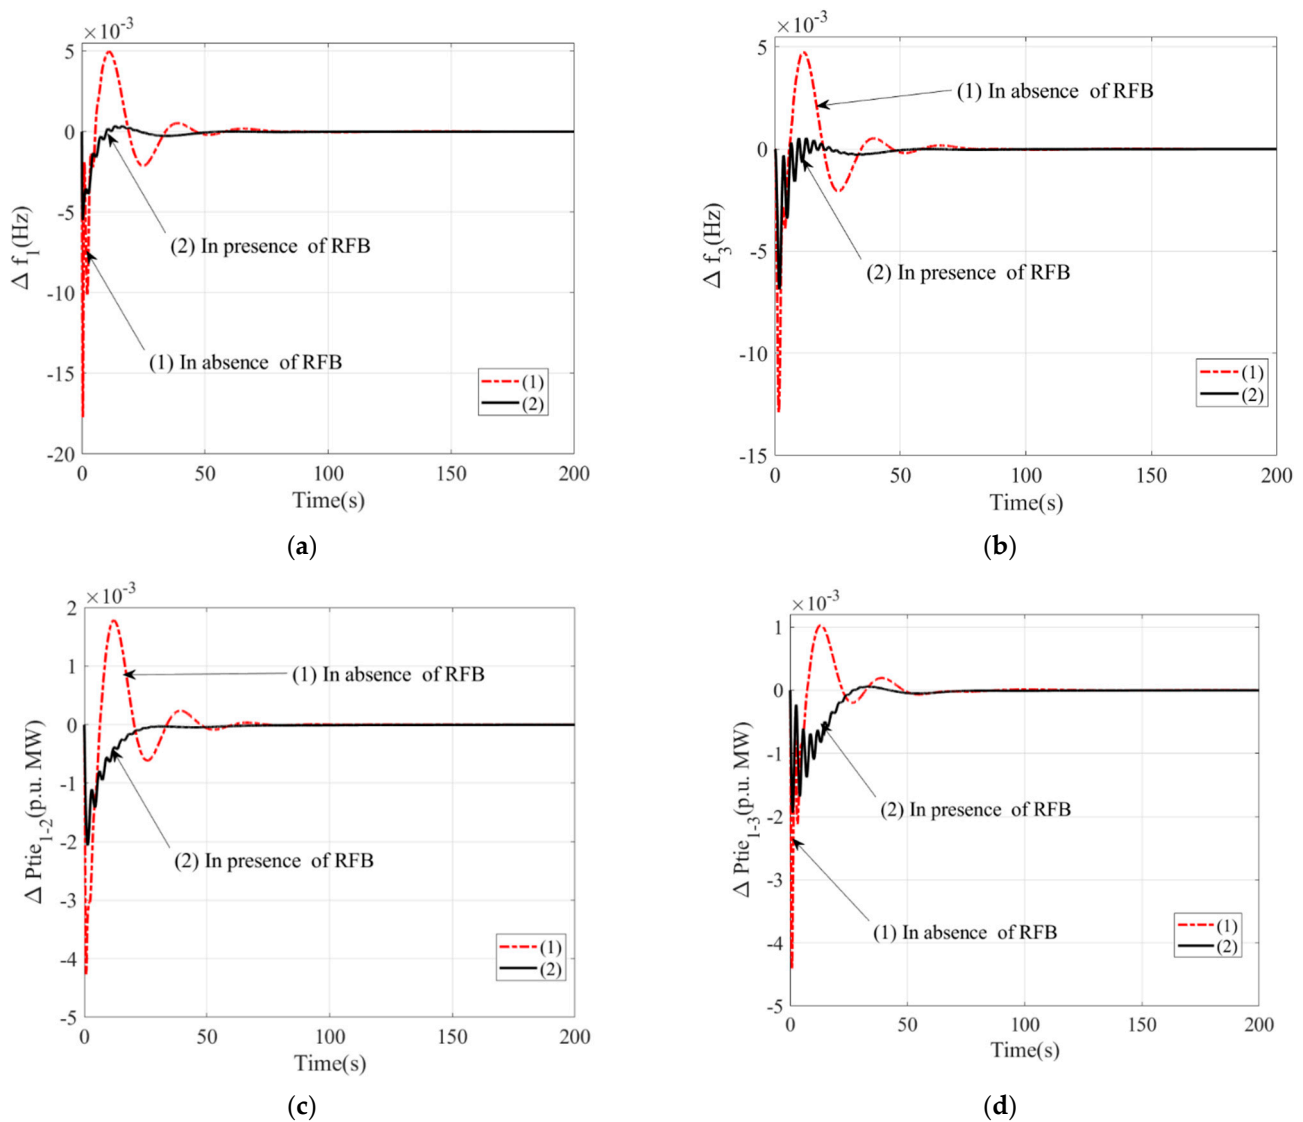 ×10⁻³
5
0
-5
-10
-15
-20
0 50 100 150 200
Δ f₁(Hz)
Time(s)
(2) In presence of RFB
(1) In absence of RFB
(1)
(2)
(a)
×10⁻³
5
0
-5
-10
-15
0 50 100 150 200
Δ f₃(Hz)
Time(s)
(1) In absence of RFB
(2) In presence of RFB
(1)
(2)
(b)
×10⁻³
2
1
0
-1
-2
-3
-4
-5
0 50 100 150 200
Δ Ptie₁₋₂(p.u. MW)
Time(s)
(1) In absence of RFB
(2) In presence of RFB
(1)
(2)
(c)
×10⁻³
1
0
-1
-2
-3
-4
-5
0 50 100 150 200
Δ Ptie₁₋₃(p.u. MW)
Time(s)
(2) In presence of RFB
(1) In absence of RFB
(1)
(2)
(d)